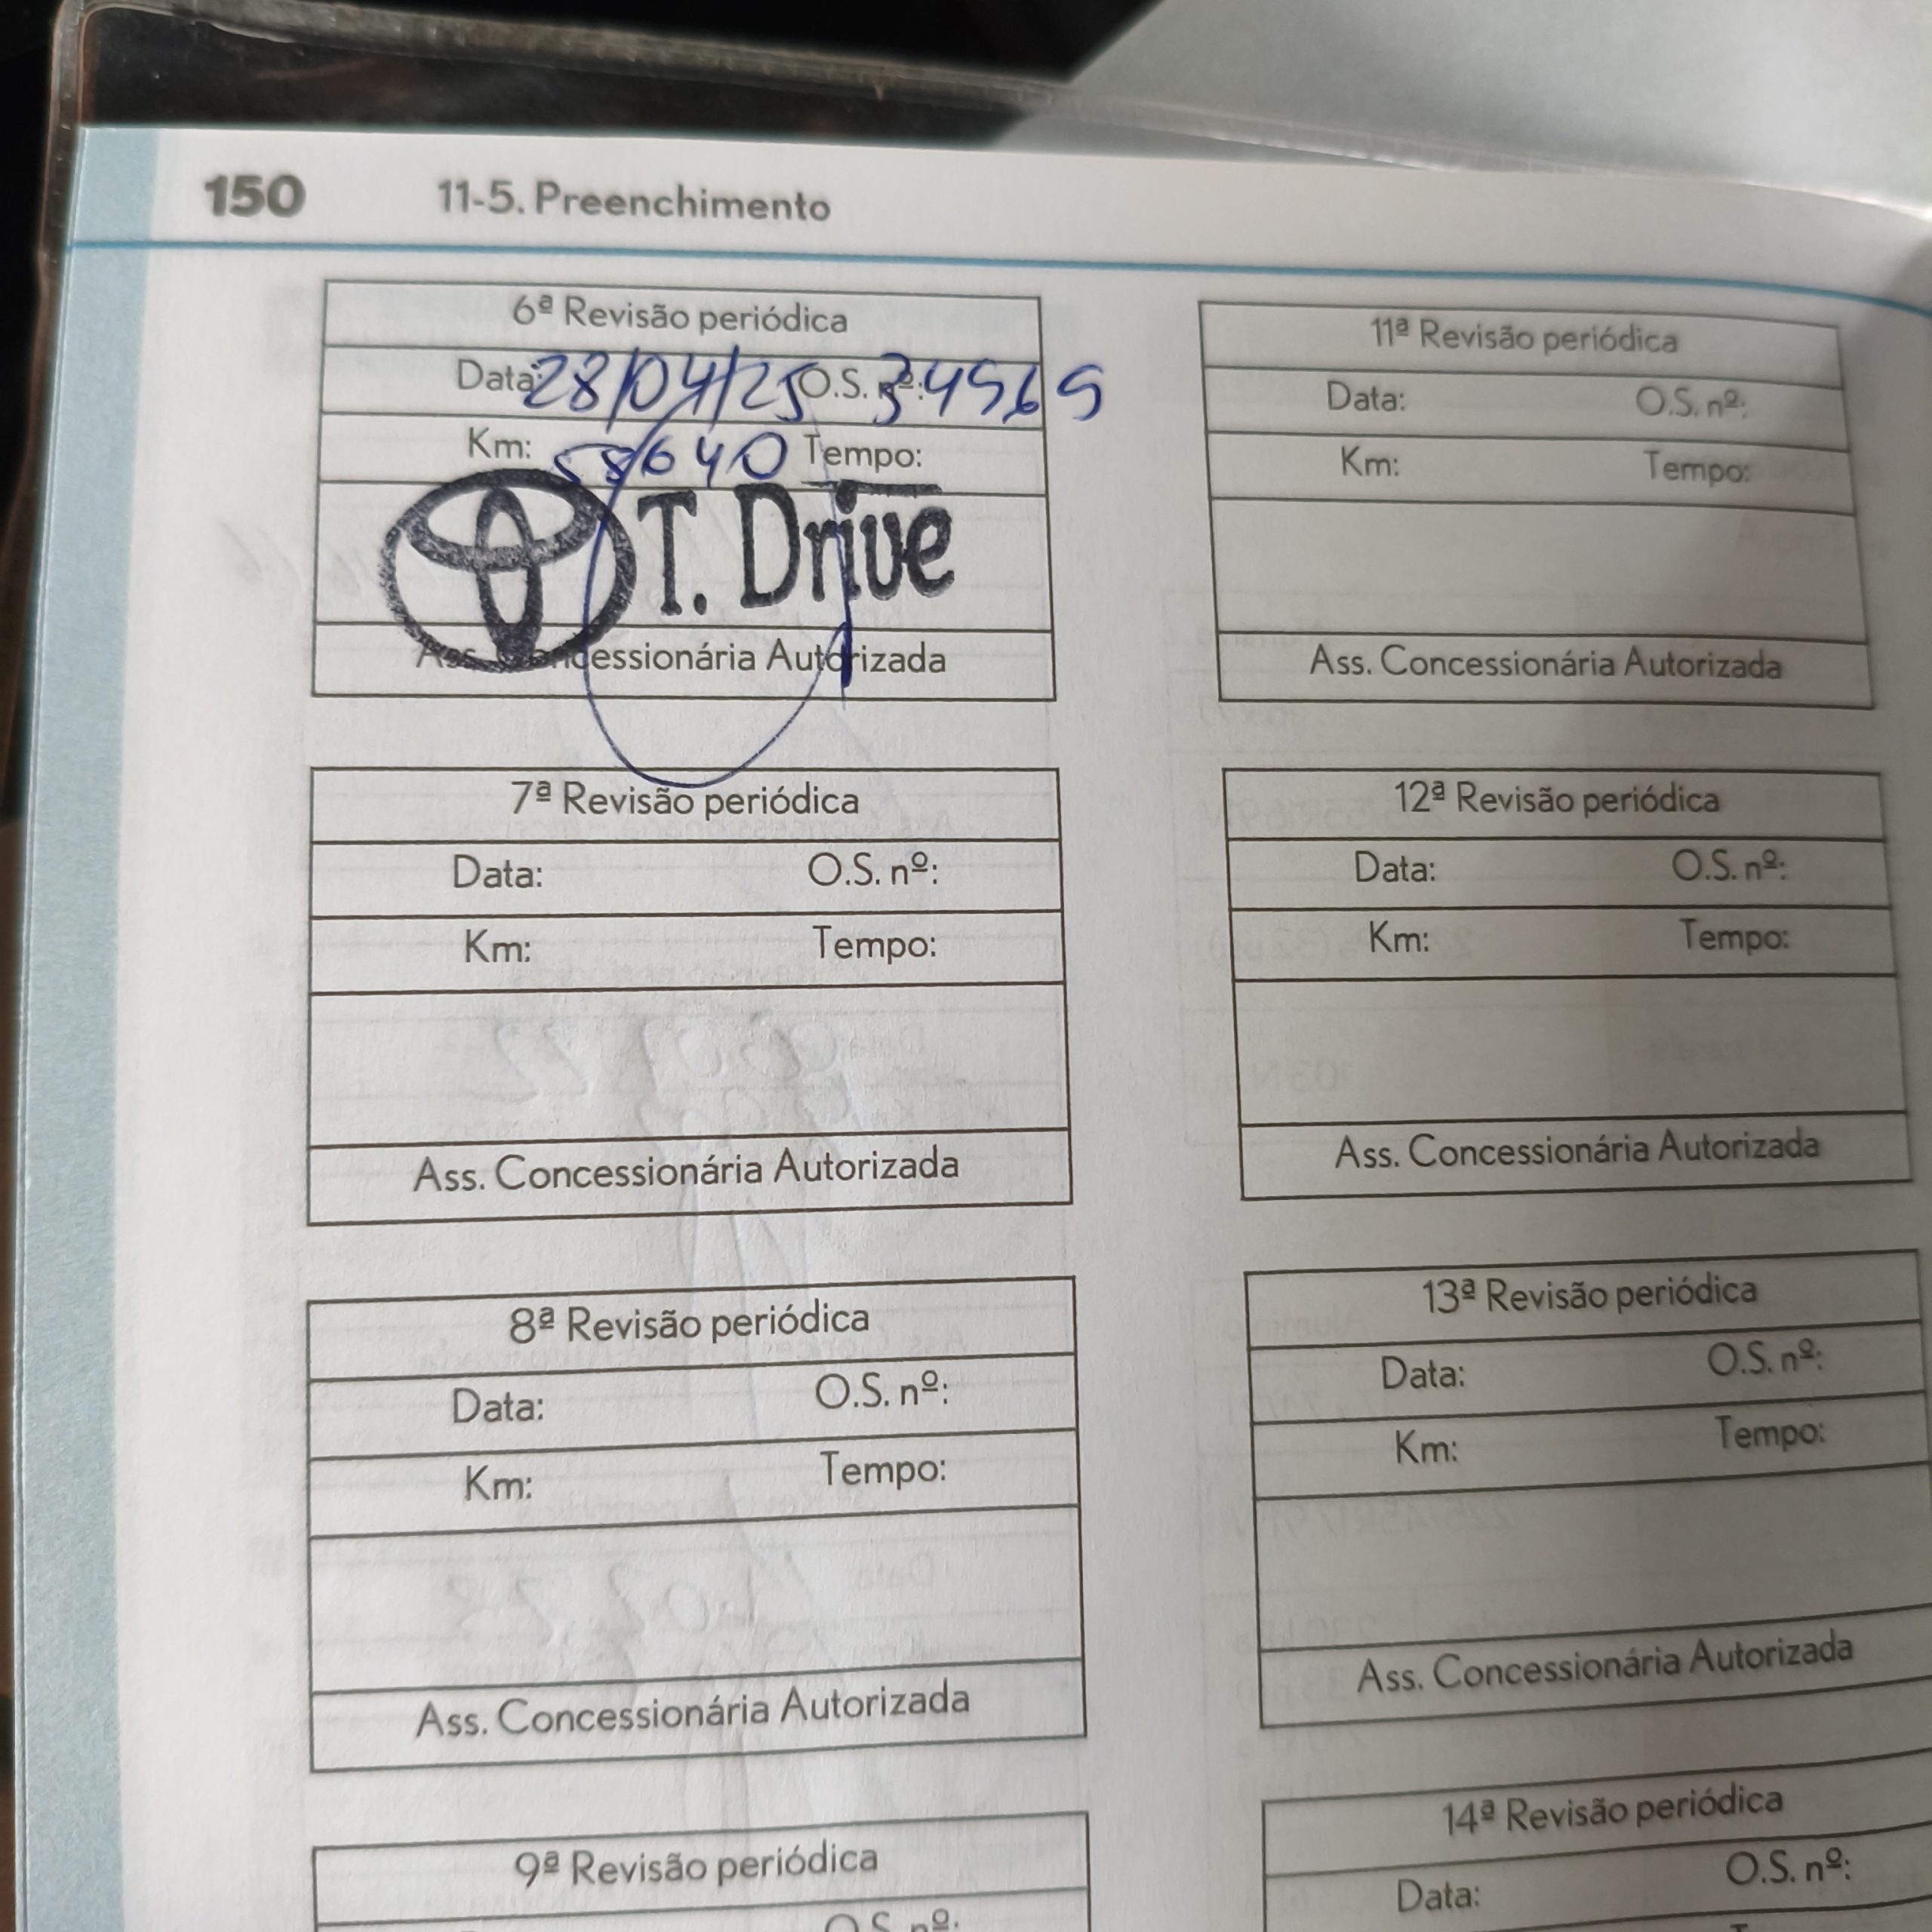 150 11-5. Preenchimento
6ª Revisão periódica
Data: 28/04/25 O.S. nº: 34569
Km: 58640 Tempo:
T. Drive
Ass. Concessionária Autorizada
7ª Revisão periódica
Data: O.S. nº:
Km: Tempo:
Ass. Concessionária Autorizada
8ª Revisão periódica
Data: O.S. nº:
Km: Tempo:
Ass. Concessionária Autorizada
9ª Revisão periódica
O.S. nº:
11ª Revisão periódica
Data: O.S. nº:
Km: Tempo:
Ass. Concessionária Autorizada
12ª Revisão periódica
Data: O.S. nº:
Km: Tempo:
Ass. Concessionária Autorizada
13ª Revisão periódica
Data: O.S. nº:
Km: Tempo:
Ass. Concessionária Autorizada
14ª Revisão periódica
Data: O.S. nº: